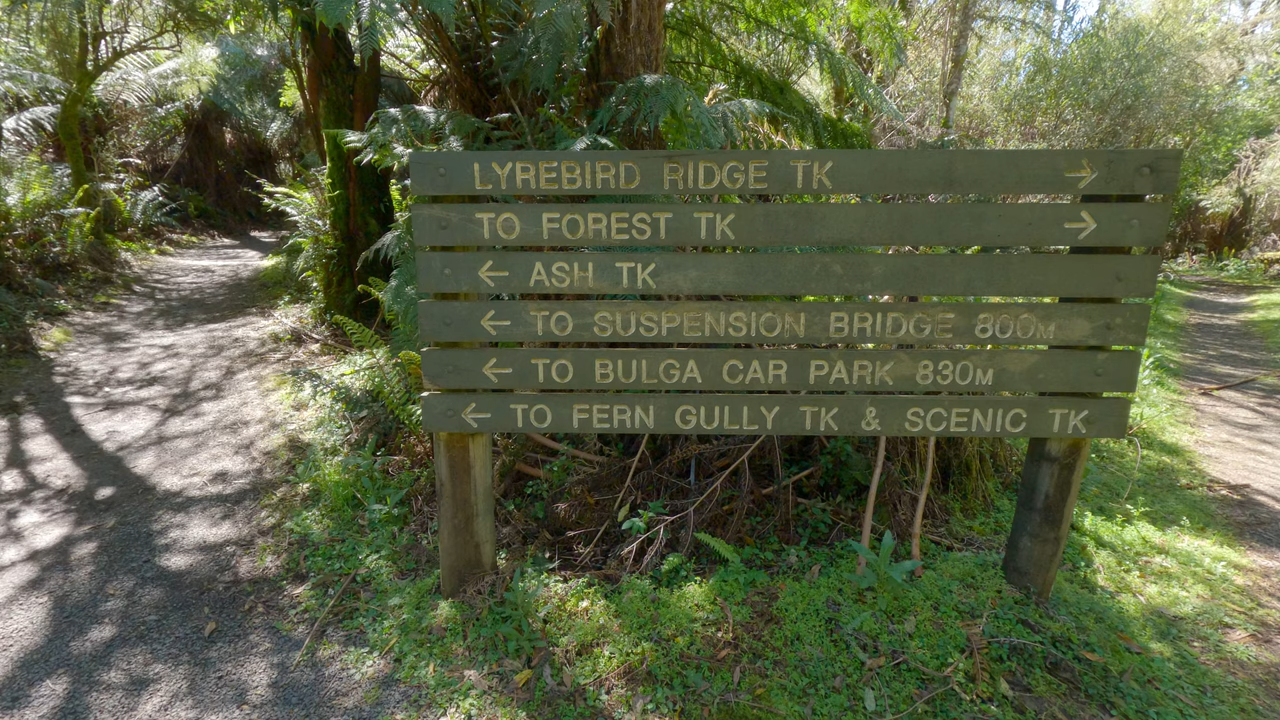 LYREBIRD RIDGE TK →
TO FOREST TK →
← ASH TK
← TO SUSPENSION BRIDGE 800M
← TO BULGA CAR PARK 830M
← TO FERN GULLY TK & SCENIC TK